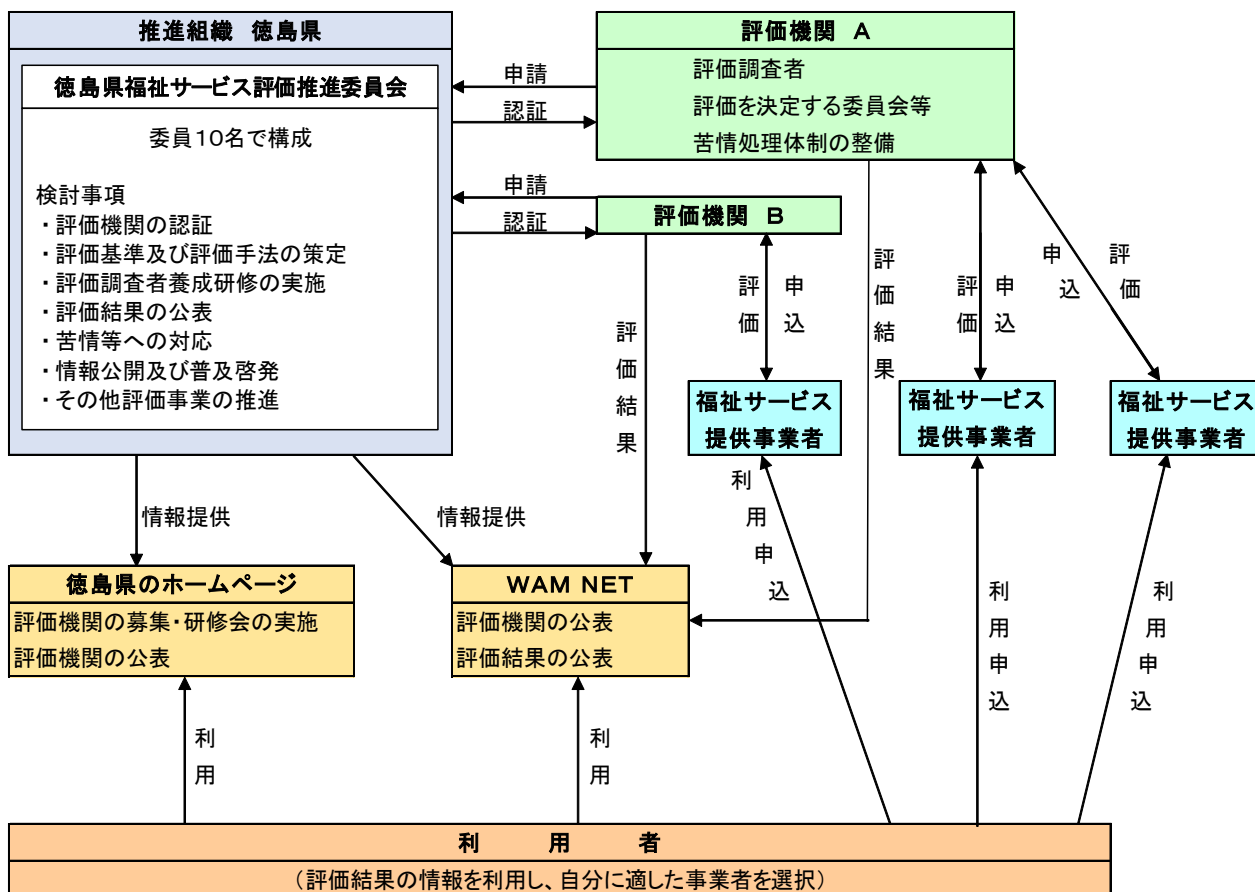 推進組織 徳島県
徳島県福祉サービス評価推進委員会
委員10名で構成
検討事項
・評価機関の認証
・評価基準及び評価手法の策定
・評価調査者養成研修の実施
・評価結果の公表
・苦情等への対応
・情報公開及び普及啓発
・その他評価事業の推進
申請
認証
評価機関 A
評価調査者
評価を決定する委員会等
苦情処理体制の整備
申請
認証
評価機関 B
評価結果
評価
申込
評価結果
評価
申込
申込
評価
福祉サービス
提供事業者
福祉サービス
提供事業者
福祉サービス
提供事業者
情報提供
情報提供
利用申込
利用申込
利用申込
徳島県のホームページ
評価機関の募集・研修会の実施
評価機関の公表
WAM NET
評価機関の公表
評価結果の公表
利用
利用
利 用 者
（評価結果の情報を利用し、自分に適した事業者を選択）